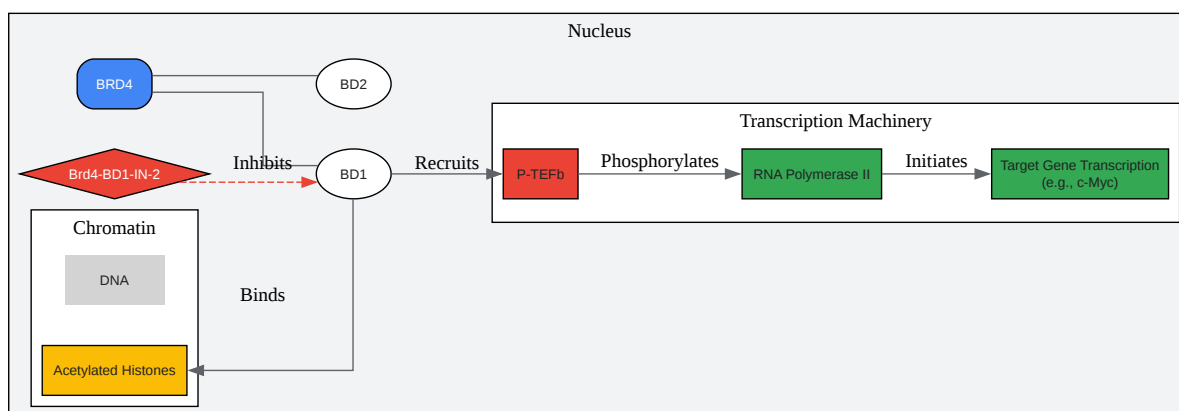 Nucleus
BRD4
BD2
Transcription Machinery
Brd4-BD1-IN-2
Inhibits
BD1
Recruits
P-TEFb
Phosphorylates
RNA Polymerase II
Initiates
Target Gene Transcription
(e.g., c-Myc)
Chromatin
DNA
Binds
Acetylated Histones